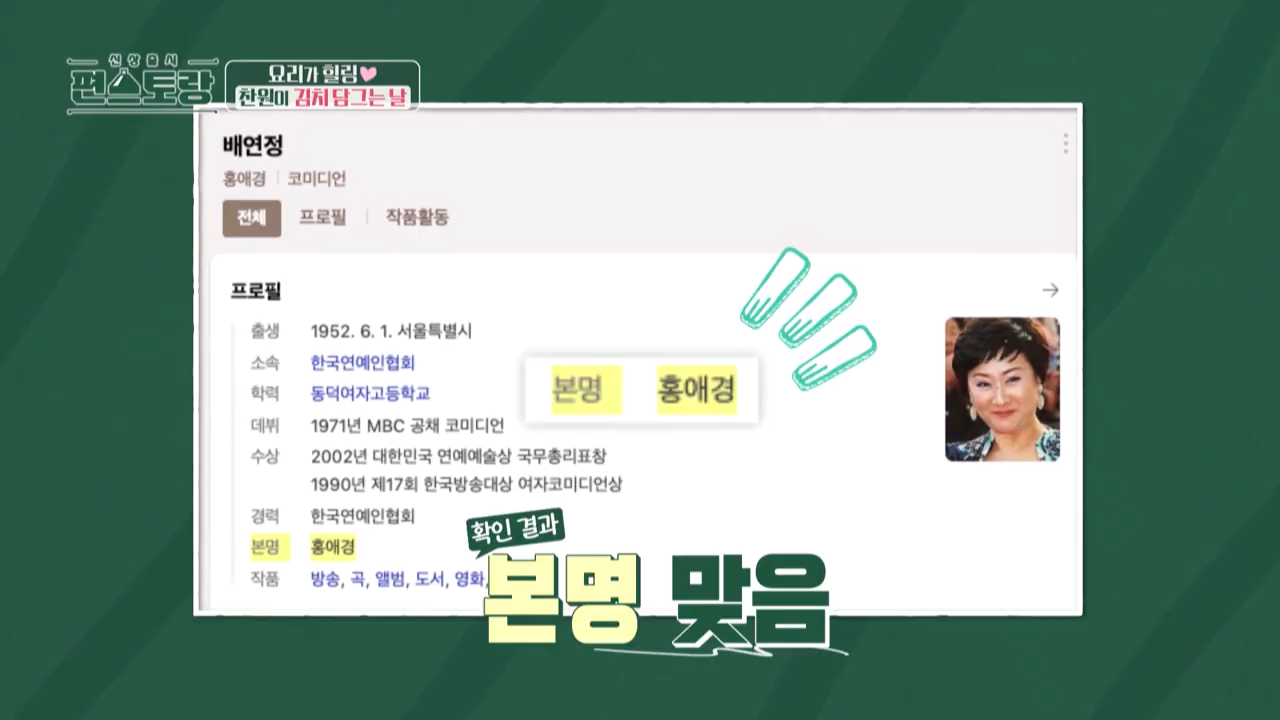 신상출시
편스토랑
요리가 힐링
찬원이 김치 담그는 날
배연정
홍애경 | 코미디언
전체 프로필 | 작품활동
프로필
출생 1952. 6. 1. 서울특별시
소속 한국연예인협회
학력 동덕여자고등학교
데뷔 1971년 MBC 공채 코미디언
수상 2002년 대한민국 연예예술상 국무총리표창
1990년 제17회 한국방송대상 여자코미디언상
경력 한국연예인협회
본명 홍애경
작품 방송, 곡, 앨범, 도서, 영화,
본명 홍애경
확인 결과
본명 맞음